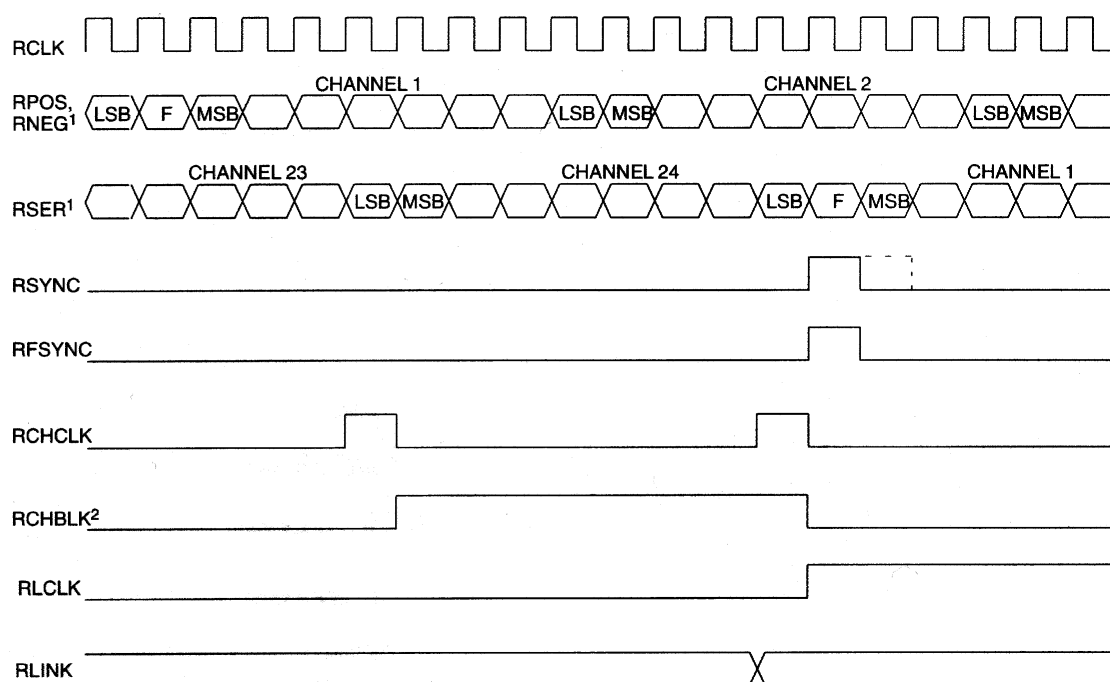 RCLK
CHANNEL 1 CHANNEL 2
RPOS,
RNEG1 LSB F MSB LSB MSB LSB MSB
CHANNEL 23 CHANNEL 24 CHANNEL 1
RSER1 LSB MSB LSB F MSB
RSYNC
RFSYNC
RCHCLK
RCHBLK2
RLCLK
RLINK